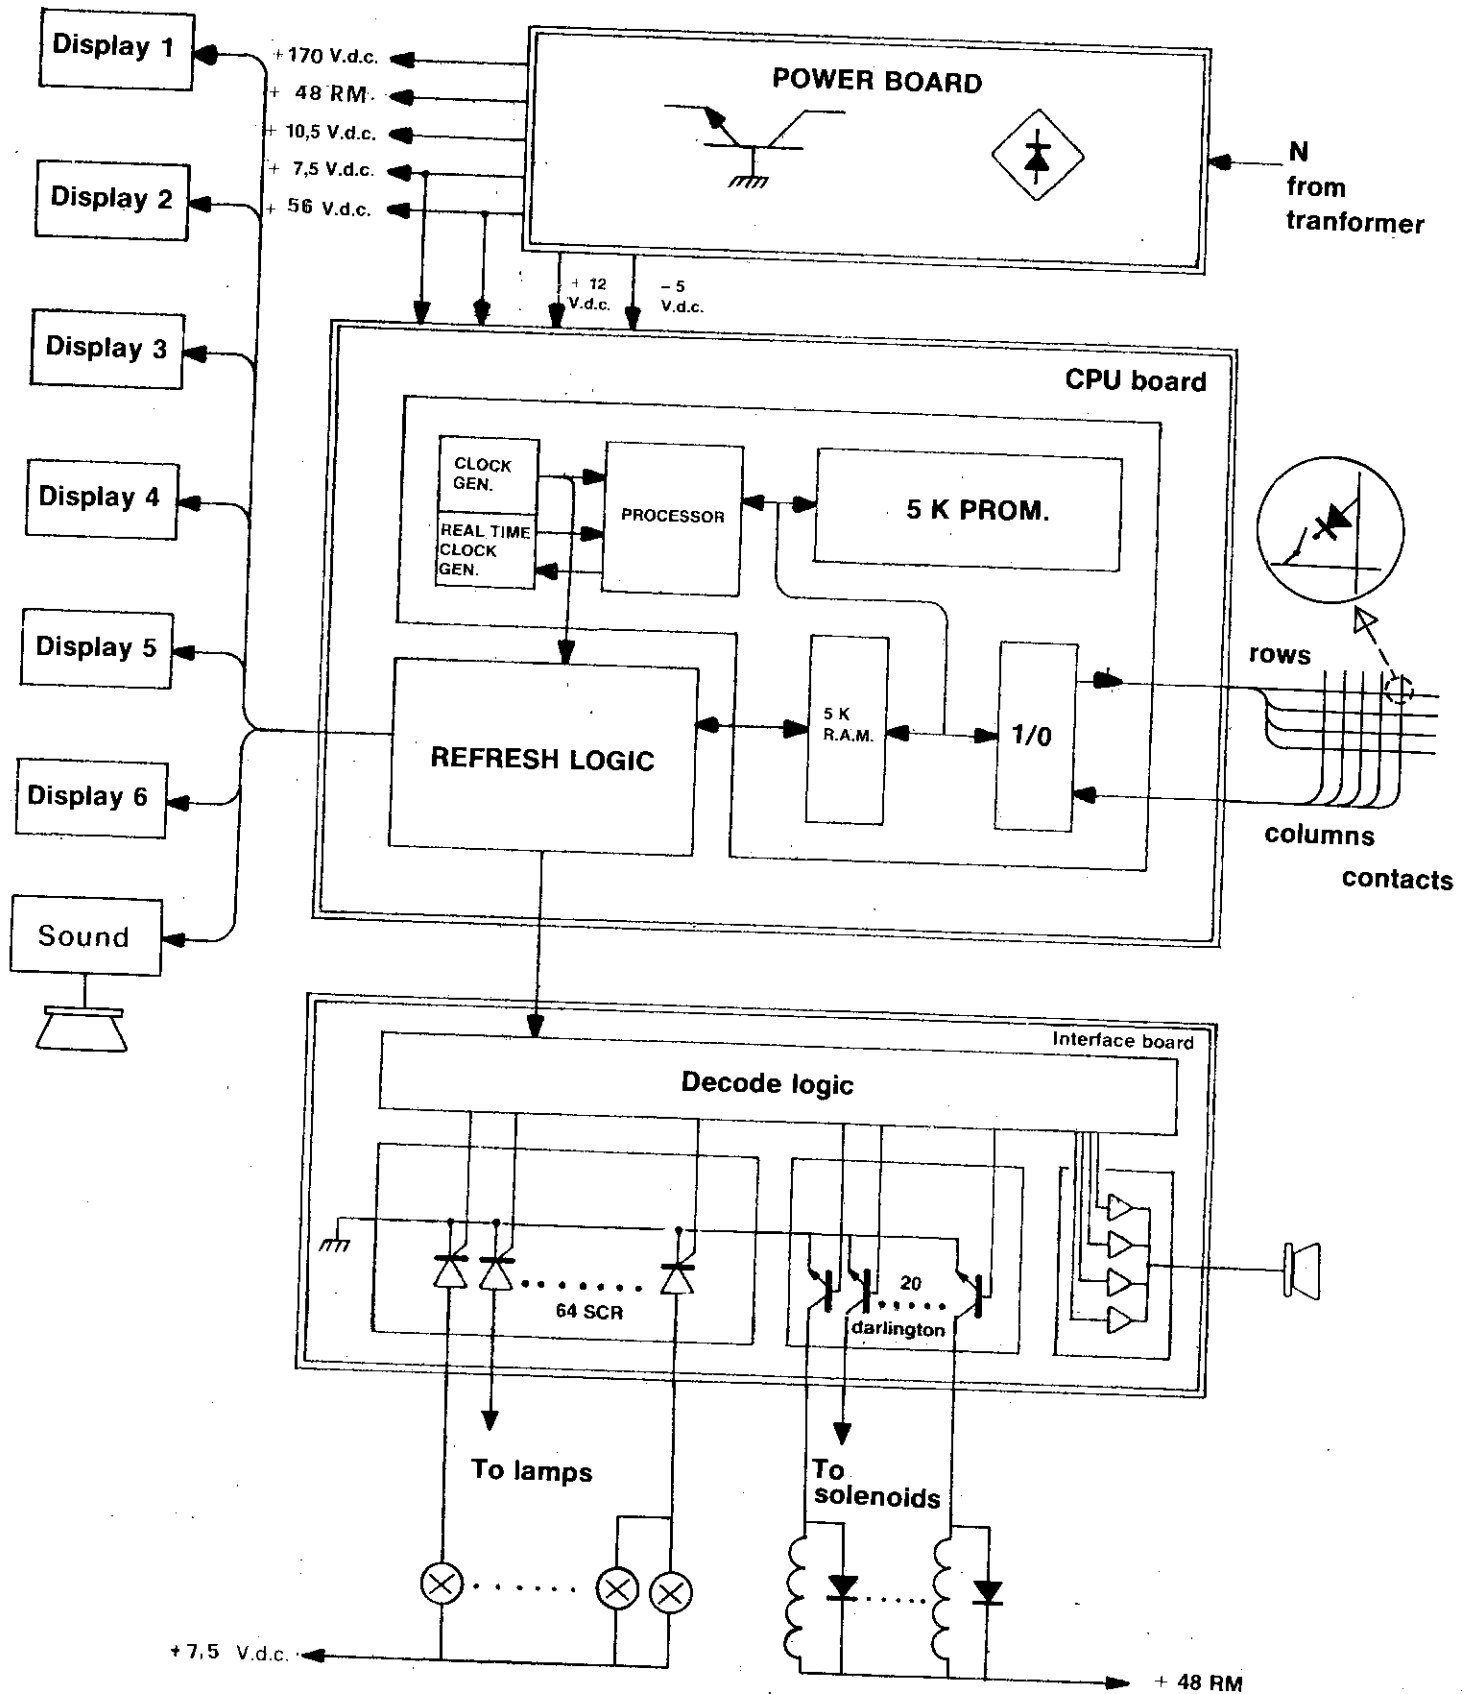 Display 1
+ 170 V.d.c.
+ 48 RM.
+ 10,5 V.d.c.
+ 7,5 V.d.c.
+ 56 V.d.c.
POWER BOARD
N
from
tranformer
Display 2
+ 12
V.d.c.
- 5
V.d.c.
Display 3
CPU board
CLOCK
GEN.
REAL TIME
CLOCK
GEN.
PROCESSOR
5 K PROM.
Display 4
Display 5
rows
5 K
R.A.M.
1/0
REFRESH LOGIC
Display 6
columns
contacts
Sound
Interface board
Decode logic
64 SCR
20
darlington
To lamps
To
solenoids
+ 7,5 V.d.c.
+ 48 RM